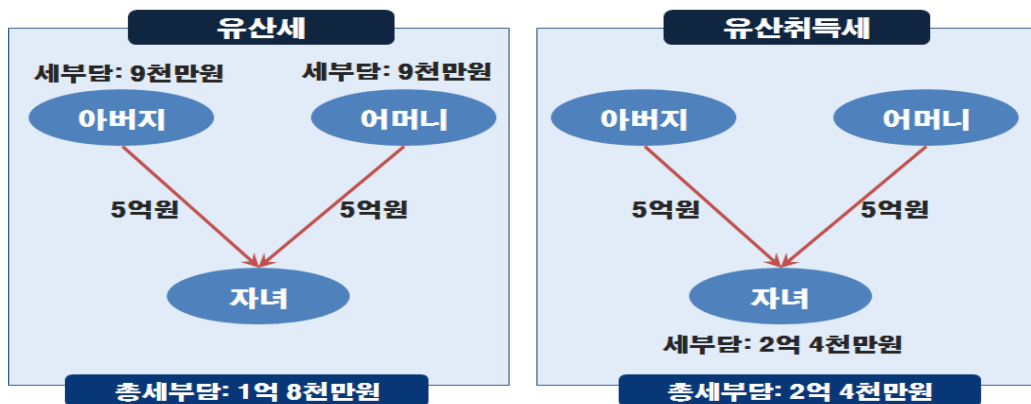 유산세
세부담: 9천만원
세부담: 9천만원
아버지
어머니
5억원
5억원
자녀
총세부담: 1억 8천만원
유산취득세
아버지
어머니
5억원
5억원
자녀
세부담: 2억 4천만원
총세부담: 2억 4천만원